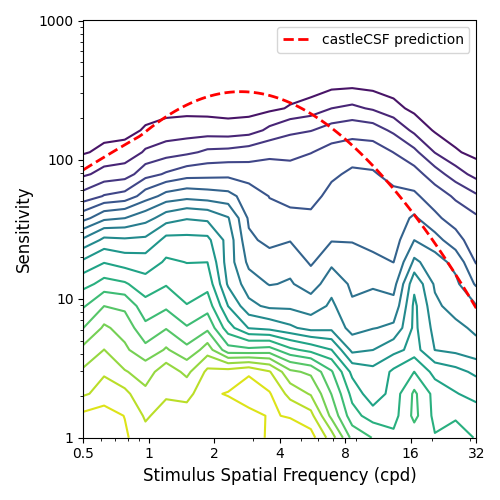 castleCSF prediction
1000
100
10
1
Sensitivity
0.5 1 2 4 8 16 32
Stimulus Spatial Frequency (cpd)